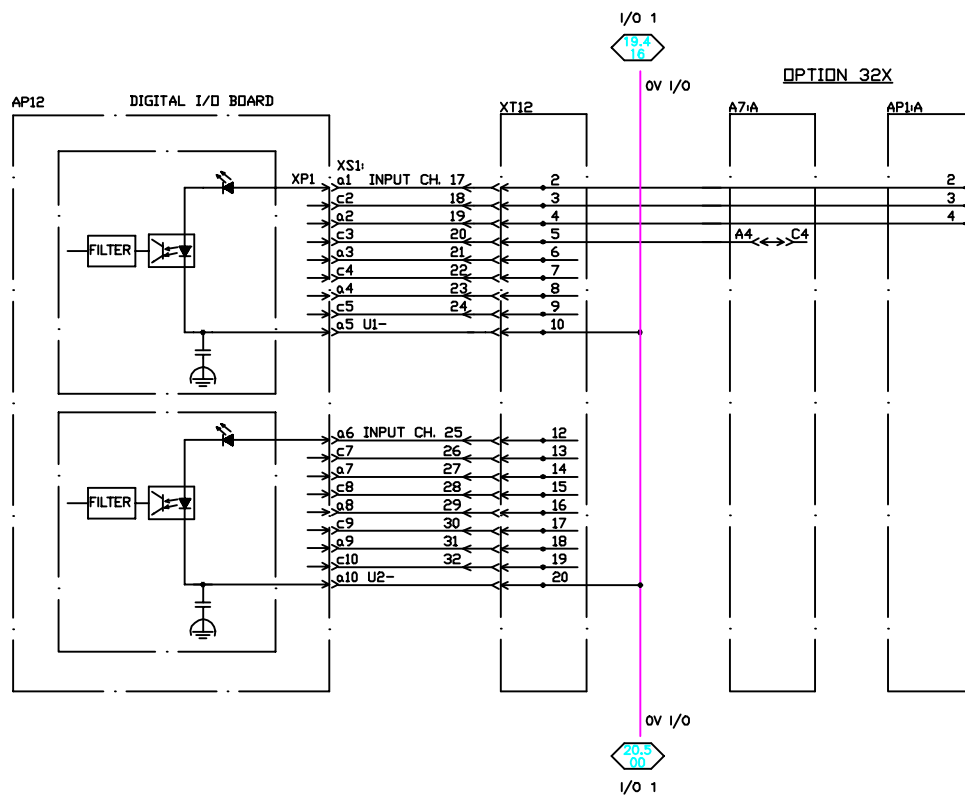 I/O 1
19.4
16
0V I/O
OPTION 32X
AP12
DIGITAL I/O BOARD
XT12
A7:A
AP1:A
XS1:
XP1
a1 INPUT CH. 17 2 2
c2 18 3 3
a2 19 4 4
c3 20 5 A4 C4
a3 21 6
c4 22 7
a4 23 8
c5 24 9
a5 U1- 10
FILTER
a6 INPUT CH. 25 12
c7 26 13
a7 27 14
c8 28 15
a8 29 16
c9 30 17
a9 31 18
c10 32 19
a10 U2- 20
FILTER
0V I/O
20.5
00
I/O 1